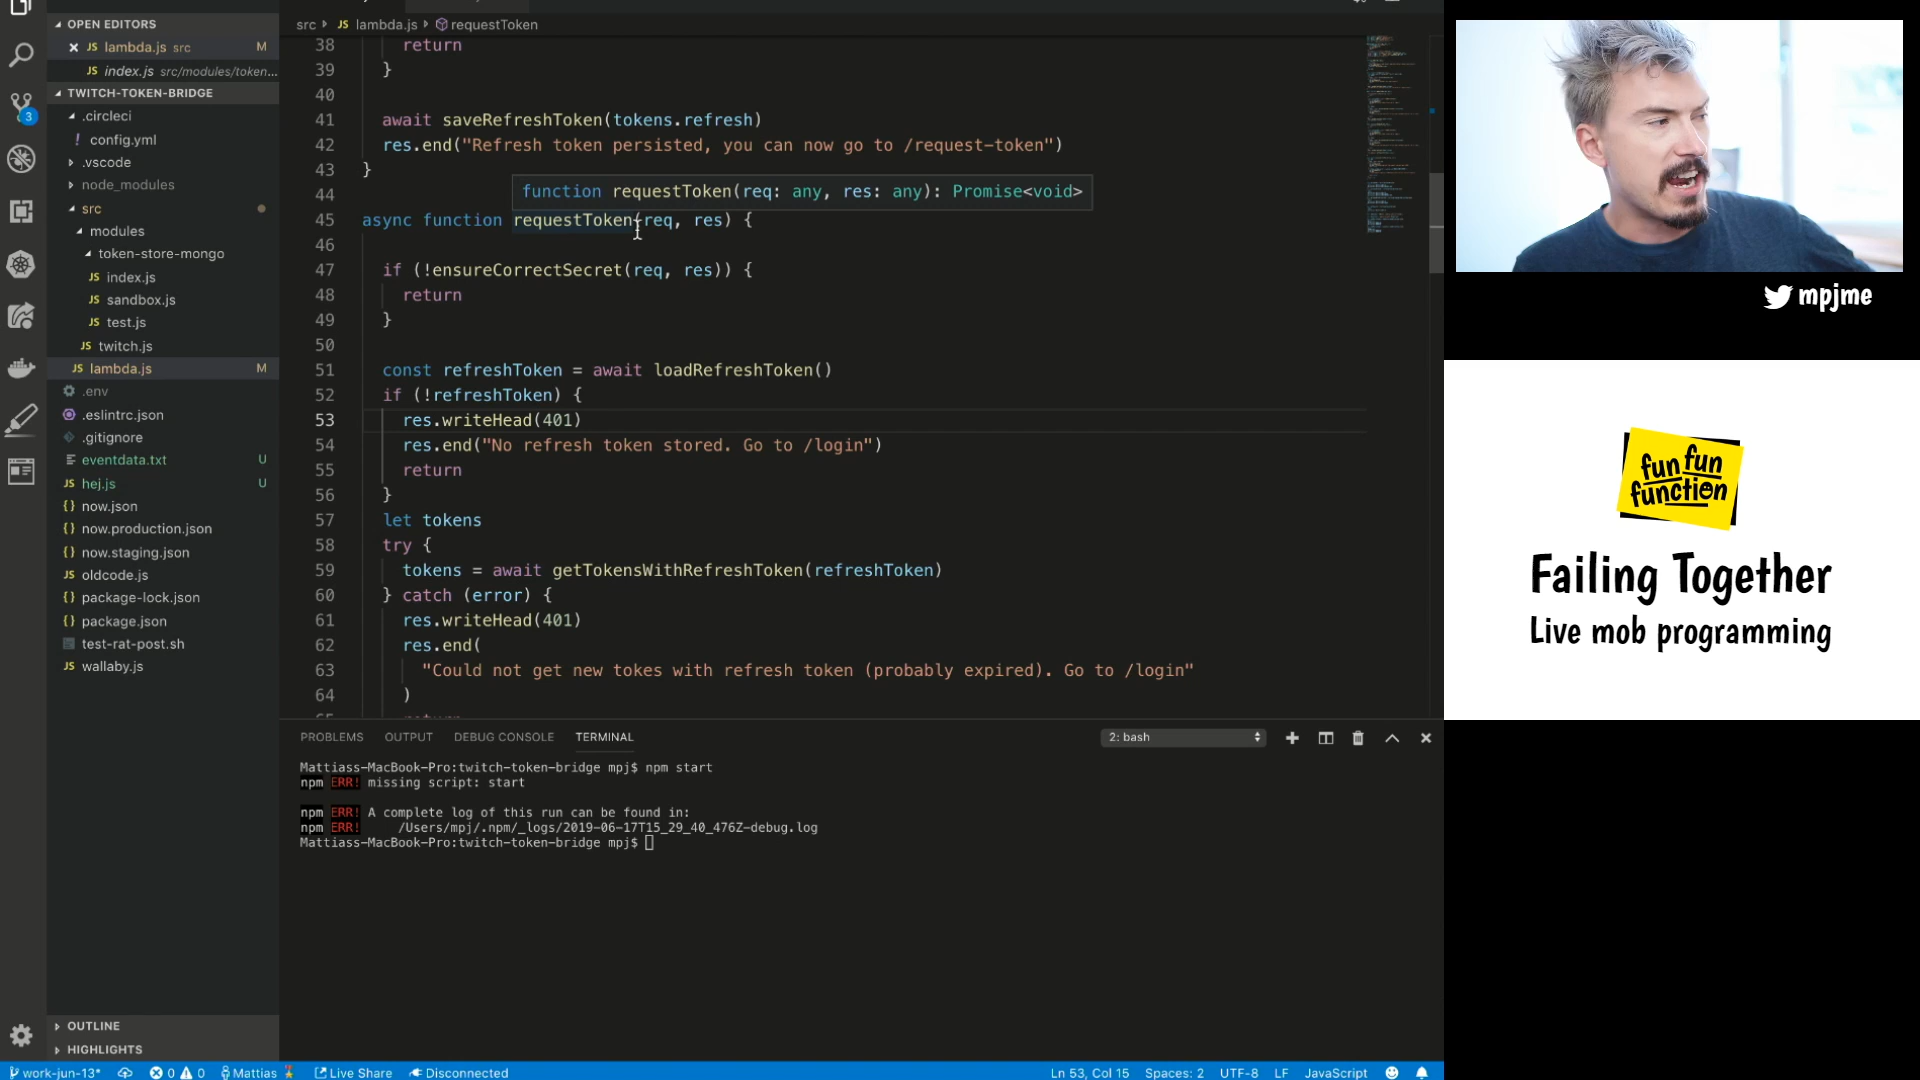 OPEN EDITORS
lambda.js src M
index.js src/modules/token...
TWITCH-TOKEN-BRIDGE
.circleci
config.yml
.vscode
node_modules
src
modules
token-store-mongo
index.js
sandbox.js
test.js
twitch.js
lambda.js M
.env
.eslintrc.json
.gitignore
eventdata.txt U
hej.js U
now.json
now.production.json
now.staging.json
oldcode.js
package-lock.json
package.json
test-rat-post.sh
wallaby.js
OUTLINE
HIGHLIGHTS
3
src lambda.js requestToken
38 return
39 }
40
41 await saveRefreshToken(tokens.refresh)
42 res.end("Refresh token persisted, you can now go to /request-token")
43 }
44
function requestToken(req: any, res: any): Promise<void>
45 async function requestToken(req, res) {
46
47 if (!ensureCorrectSecret(req, res)) {
48 return
49 }
50
51 const refreshToken = await loadRefreshToken()
52 if (!refreshToken) {
53 res.writeHead(401)
54 res.end("No refresh token stored. Go to /login")
55 return
56 }
57 let tokens
58 try {
59 tokens = await getTokensWithRefreshToken(refreshToken)
60 } catch (error) {
61 res.writeHead(401)
62 res.end(
63 "Could not get new tokes with refresh token (probably expired). Go to /login"
64 )
PROBLEMS OUTPUT DEBUG CONSOLE TERMINAL 2: bash
Mattiass-MacBook-Pro:twitch-token-bridge mpj$ npm start
npm ERR! missing script: start
npm ERR! A complete log of this run can be found in:
npm ERR! /Users/mpj/.npm/_logs/2019-06-17T15_29_40_476Z-debug.log
Mattiass-MacBook-Pro:twitch-token-bridge mpj$
work-jun-13* 0 0 Mattias Live Share Disconnected Ln 53, Col 15 Spaces: 2 UTF-8 LF JavaScript
mpjme
fun fun
function
Failing Together
Live mob programming